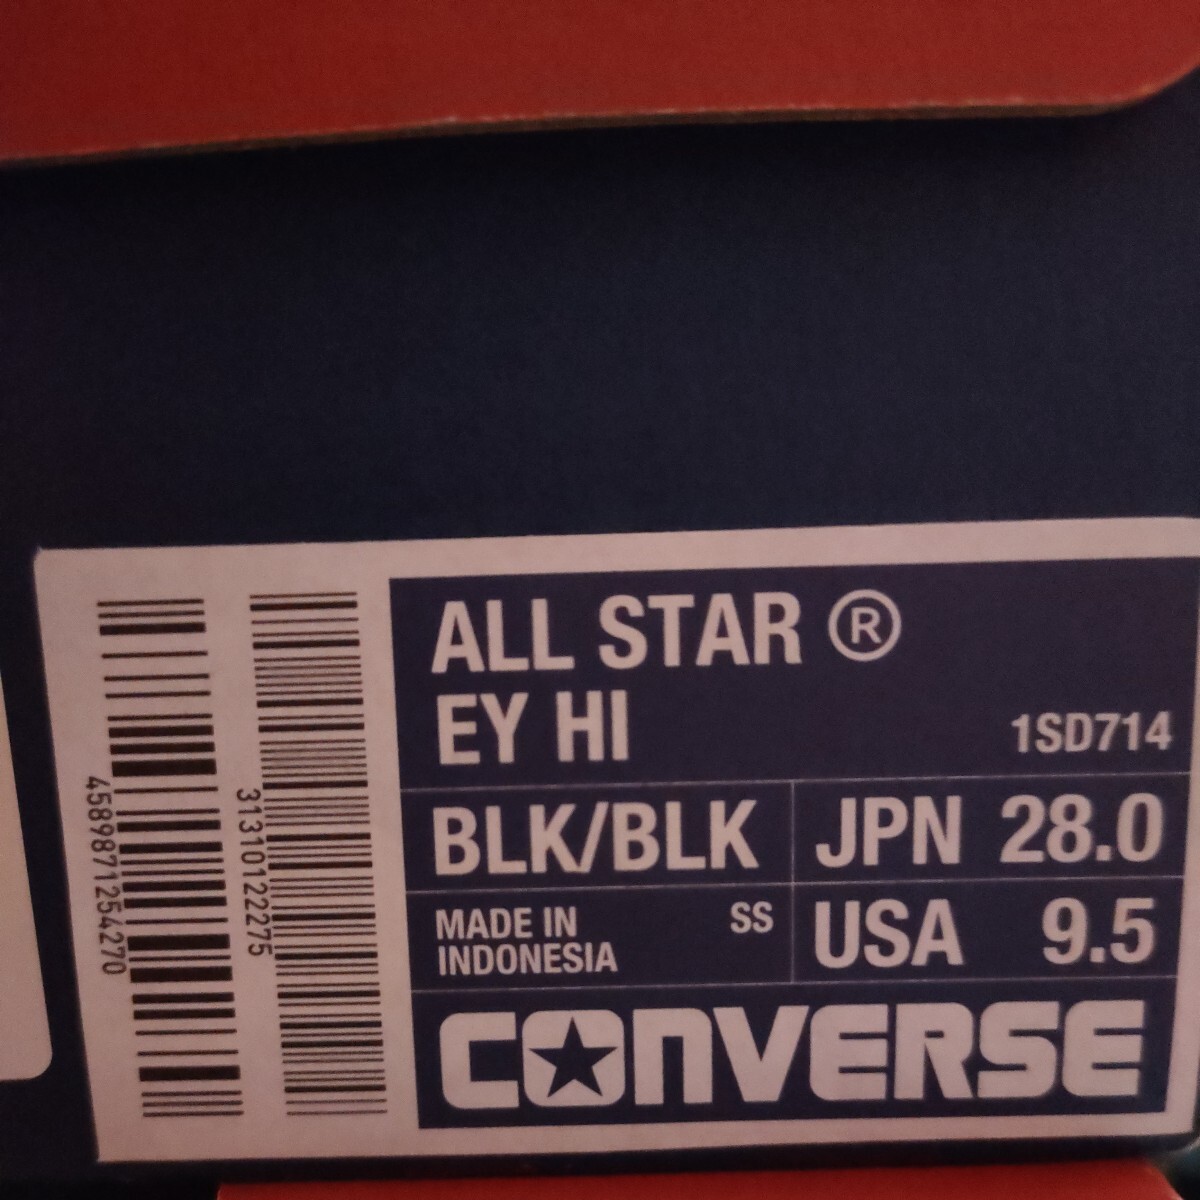 ALL STAR ®
EY HI
1SD714
BLK/BLK
JPN 28.0
MADE IN
INDONESIA
SS
USA 9.5
CONVERSE
4589871254270
3131012275